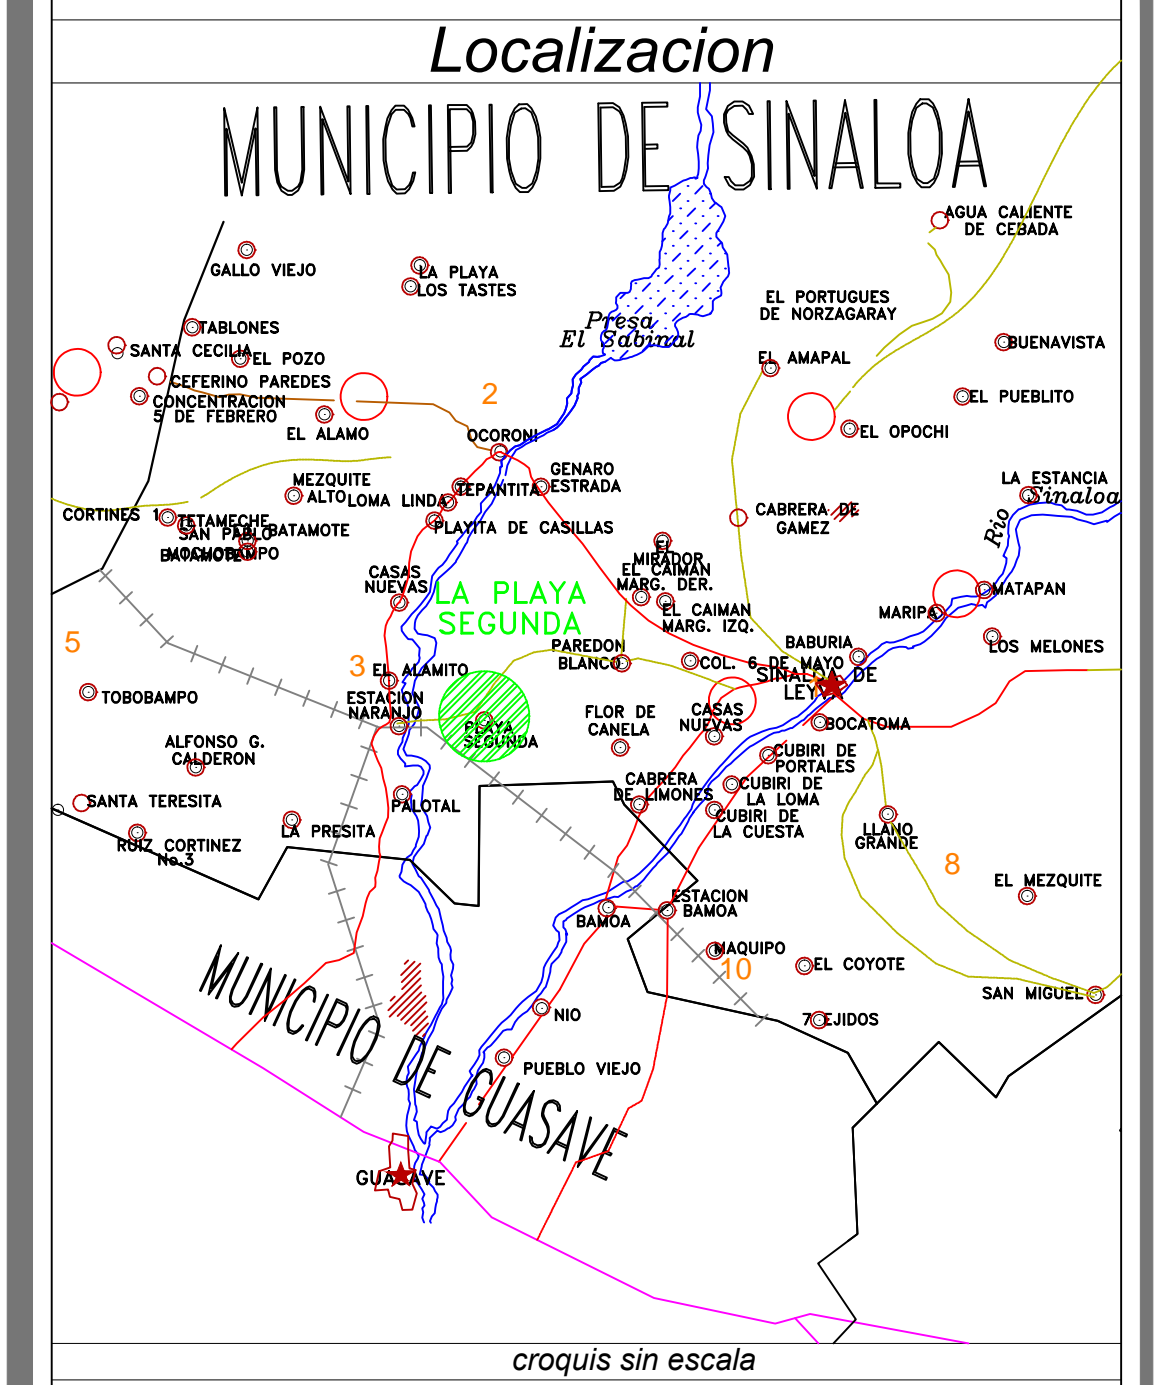 Localizacion
MUNICIPIO DE SINALOA
AGUA CALIENTE
DE CEBADA
GALLO VIEJO
LA PLAYA
LOS TASTES
EL PORTUGUES
DE NORZAGARAY
Presa
El Sabinal
TABLONES
SANTA CECILIA
EL POZO
BUENAVISTA
EL AMAPAL
CEFERINO PAREDES
CONCENTRACION
5 DE FEBRERO
2
EL PUEBLITO
EL ALAMO
OCORONI
EL OPOCHI
MEZQUITE
ALTO
LOMA LINDA
TEPANTITA
GENARO
ESTRADA
LA ESTANCIA
Rio
Sinaloa
CORTINES 1
TETAMECHE
SAN PABLO
BATAMOTE
BATAMOTE
MOCHOBAMPO
PLAYITA DE CASILLAS
CABRERA DE
GAMEZ
EL
MIRADOR
EL CAIMAN
MARG. DER.
EL CAIMAN
MARG. IZQ.
CASAS
NUEVAS
LA PLAYA
SEGUNDA
MATAPAN
MARIPA
LOS MELONES
5
3
PAREDON
BLANCO
BABURIA
COL. 6 DE MAYO
EL ALAMITO
SINALOA DE
LEYVA
TOBOBAMPO
ESTACION
NARANJO
PLAYA
SEGUNDA
FLOR DE
CANELA
CASAS
NUEVAS
BOCATOMA
ALFONSO G.
CALDERON
CUBIRI DE
PORTALES
CABRERA
DE LIMONES
CUBIRI DE
LA LOMA
SANTA TERESITA
PALOTAL
CUBIRI DE
LA CUESTA
LA PRESITA
LLANO
GRANDE
RUIZ CORTINEZ
No.3
8
EL MEZQUITE
ESTACION
BAMOA
BAMOA
MAQUIPO
10
EL COYOTE
SAN MIGUEL
MUNICIPIO DE GUASAVE
NIO
7 EJIDOS
PUEBLO VIEJO
GUASAVE
croquis sin escala